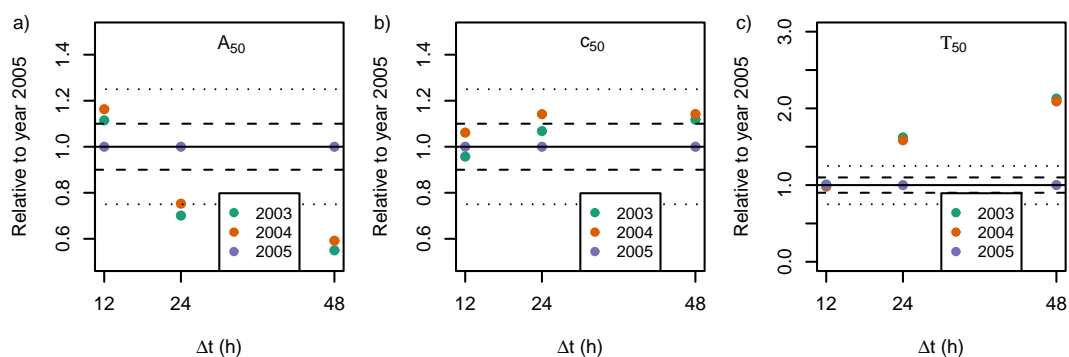 a)
A50
Relative to year 2005
0.6 0.8 1.0 1.2 1.4
2003
2004
2005
12 24 48
Δt (h)
b)
c50
Relative to year 2005
0.6 0.8 1.0 1.2 1.4
2003
2004
2005
12 24 48
Δt (h)
c)
T50
Relative to year 2005
0.0 1.0 2.0 3.0
2003
2004
2005
12 24 48
Δt (h)